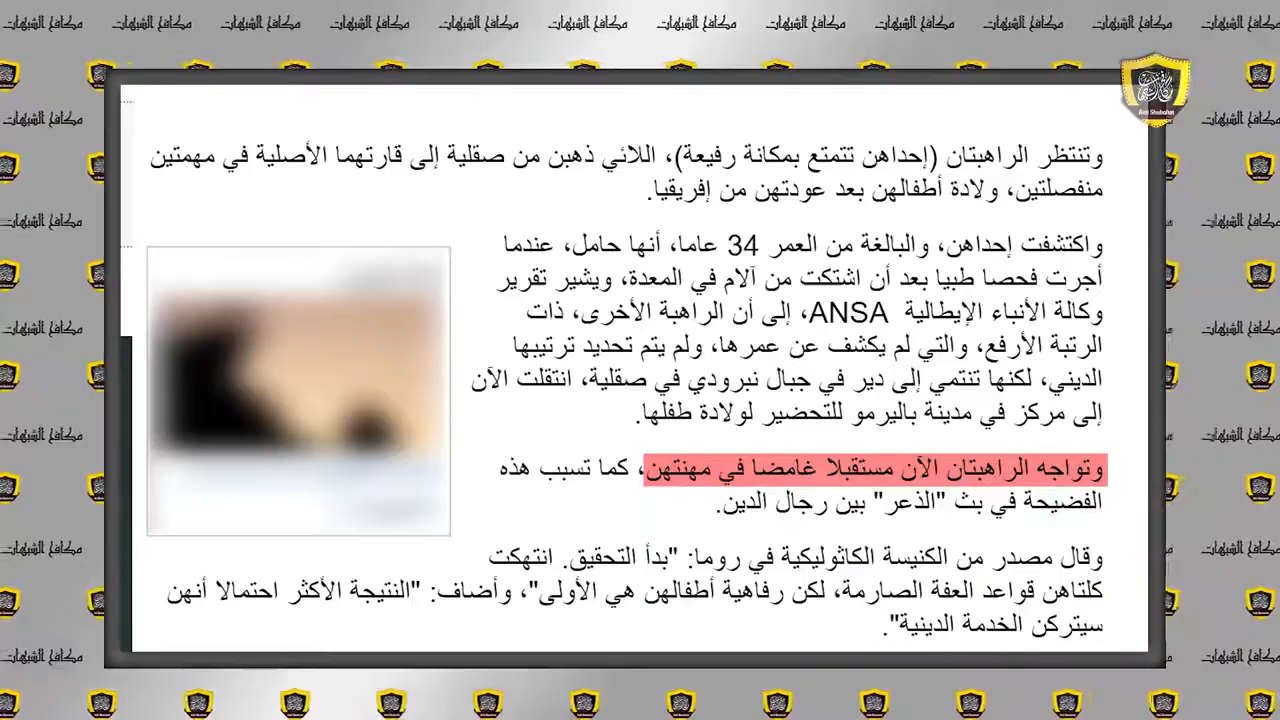 وتنتظر الراهبتان (إحداهن تتمتع بمكانة رفيعة)، اللائي ذهبن من صقلية إلى قارتهما الأصلية في مهمتين
منفصلتين، ولادة أطفالهن بعد عودتهن من إفريقيا.
واكتشفت إحداهن، والبالغة من العمر 34 عاما، أنها حامل، عندما
أجرت فحصا طبيا بعد أن اشتكت من آلام في المعدة، ويشير تقرير
وكالة الأنباء الإيطالية ANSA، إلى أن الراهبة الأخرى، ذات
الرتبة الأرفع، والتي لم يكشف عن عمرها، ولم يتم تحديد ترتيبها
الديني، لكنها تنتمي إلى دير في جبال نبرودي في صقلية، انتقلت الآن
إلى مركز في مدينة باليرمو للتحضير لولادة طفلها.
وتواجه الراهبتان الآن مستقبلا غامضا في مهنتهن، كما تسبب هذه
الفضيحة في بث "الذعر" بين رجال الدين.
وقال مصدر من الكنيسة الكاثوليكية في روما: "بدأ التحقيق. انتهكت
كلتاهن قواعد العفة الصارمة، لكن رفاهية أطفالهن هي الأولى"، وأضاف: "النتيجة الأكثر احتمالا أنهن
سيتركن الخدمة الدينية".
مكافح الشبهات
Anti Shubohat